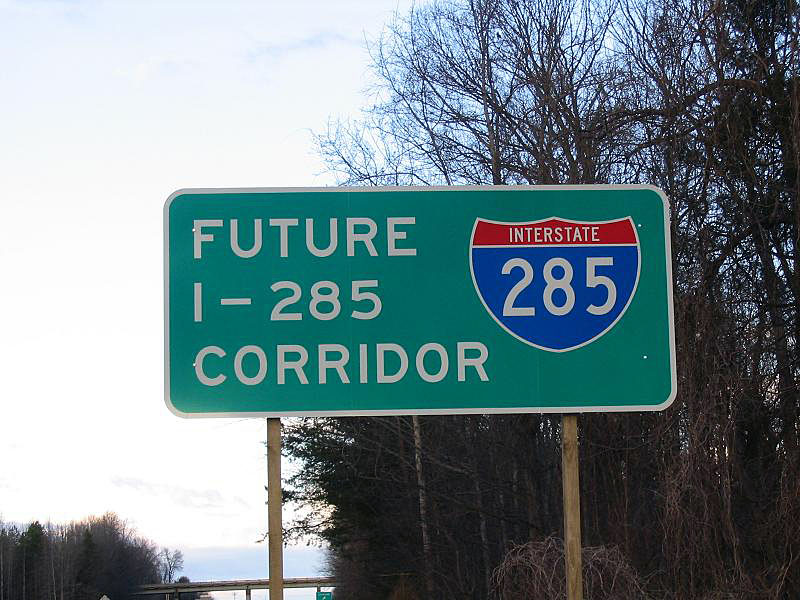 FUTURE
I-285
CORRIDOR
INTERSTATE
285